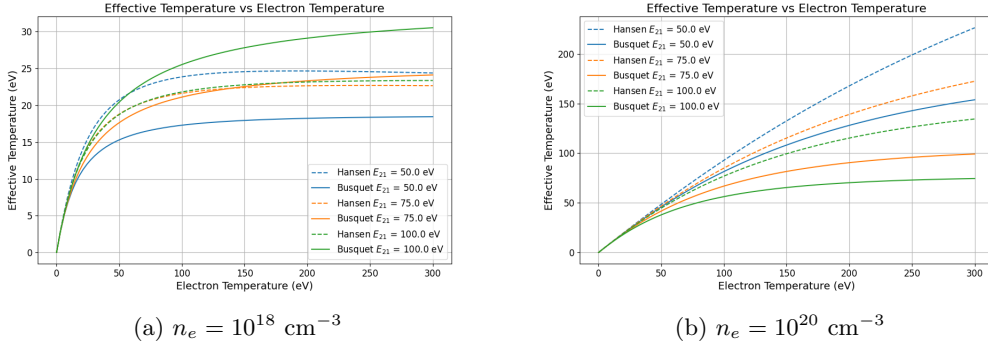 Effective Temperature vs Electron Temperature
Effective Temperature (eV)
30
25
20
15
10
5
0
0 50 100 150 200 250 300
Electron Temperature (eV)
Hansen E21 = 50.0 eV
Busquet E21 = 50.0 eV
Hansen E21 = 75.0 eV
Busquet E21 = 75.0 eV
Hansen E21 = 100.0 eV
Busquet E21 = 100.0 eV
(a) ne = 10^18 cm^−3
Effective Temperature vs Electron Temperature
Hansen E21 = 50.0 eV
Busquet E21 = 50.0 eV
Hansen E21 = 75.0 eV
Busquet E21 = 75.0 eV
Hansen E21 = 100.0 eV
Busquet E21 = 100.0 eV
Effective Temperature (eV)
200
150
100
50
0
0 50 100 150 200 250 300
Electron Temperature (eV)
(b) ne = 10^20 cm^−3